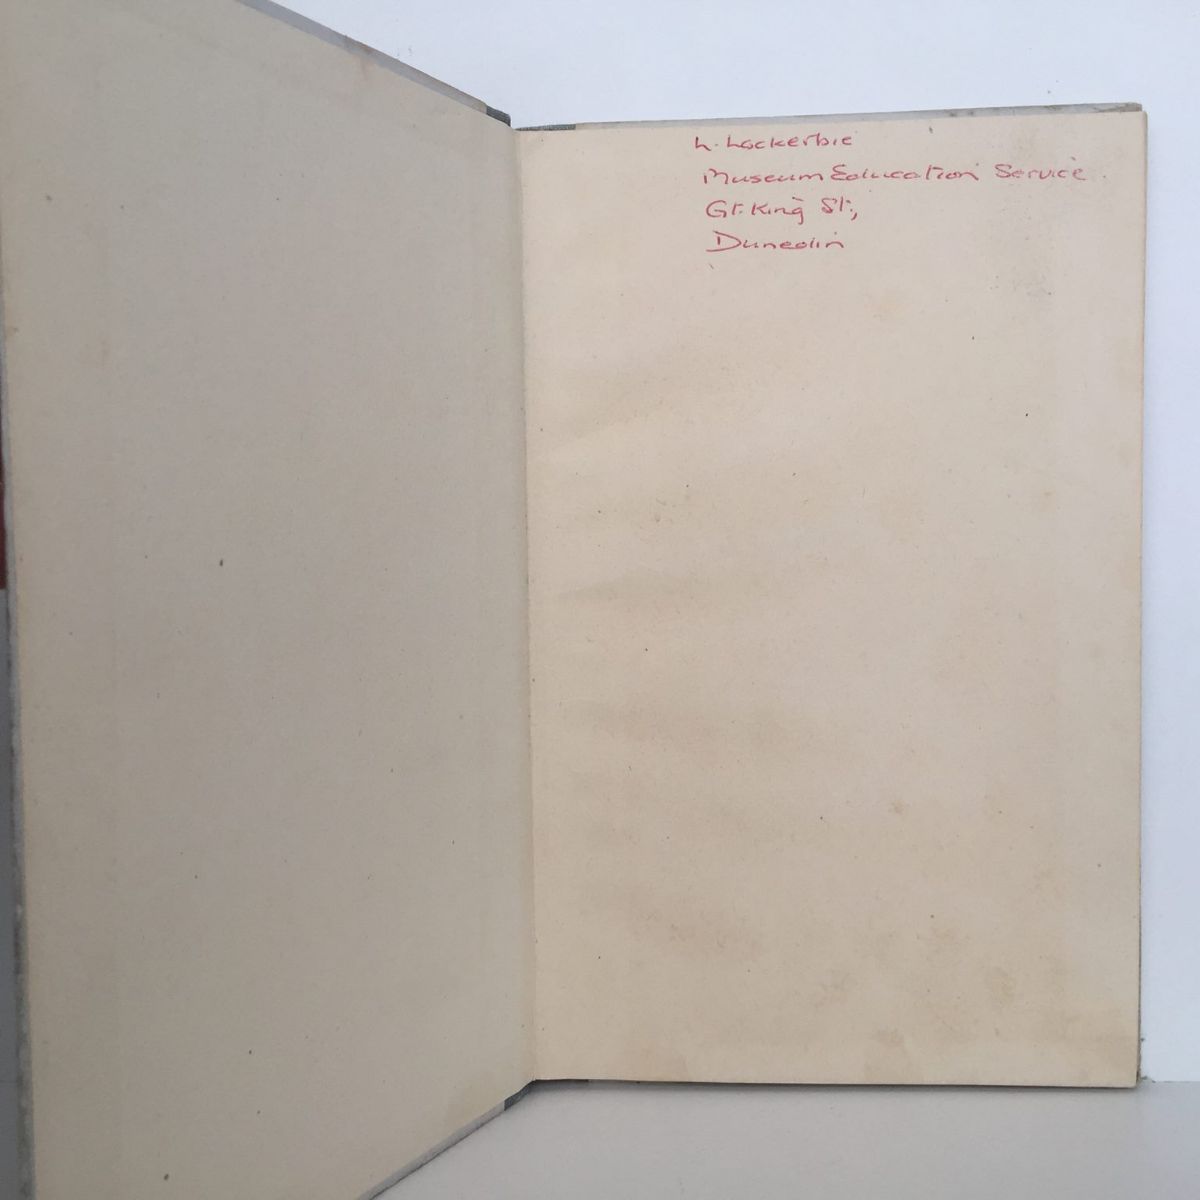 L. Lockerbie
Museum Education Service
Gt. King St.,
Dunedin